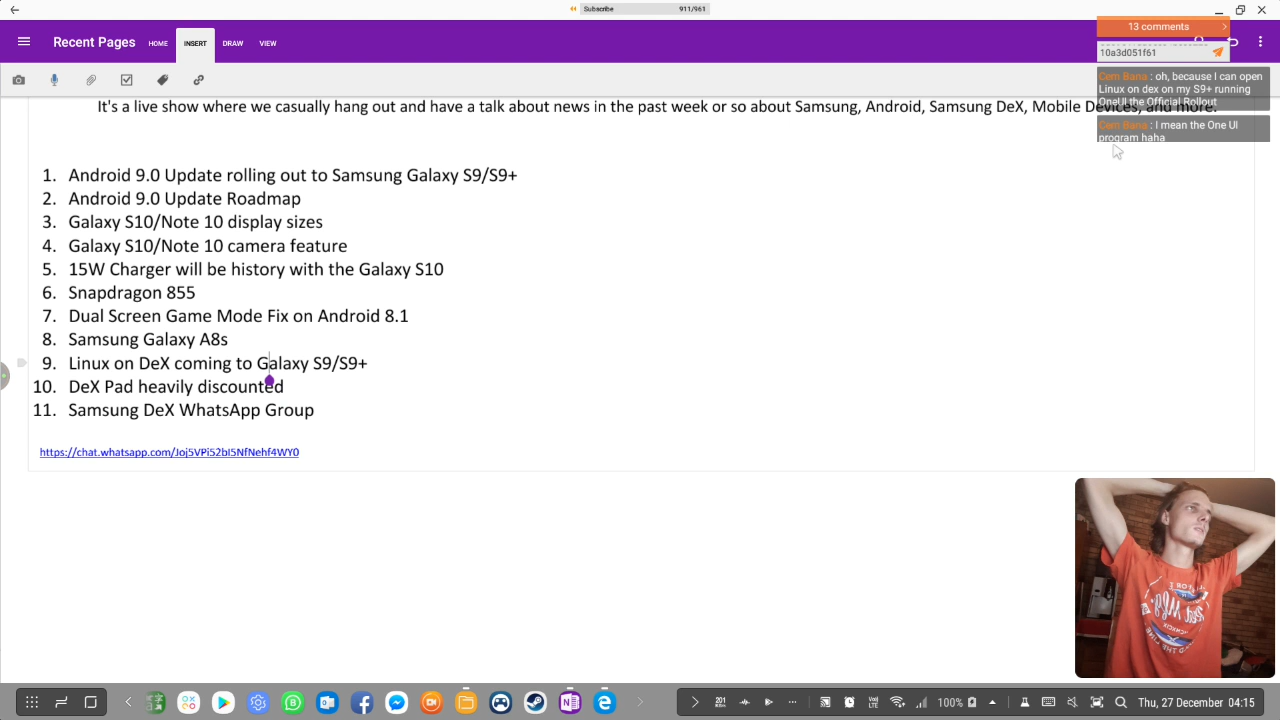 Subscribe 911/961
Recent Pages HOME INSERT DRAW VIEW
13 comments
10a3d051f61
Cem Bana : oh, because I can open
Linux on dex on my S9+ running
OneUI the Official Rollout
Cem Bana : I mean the One UI
program haha
It's a live show where we casually hang out and have a talk about news in the past week or so about Samsung, Android, Samsung DeX, Mobile Devices, and more.
1. Android 9.0 Update rolling out to Samsung Galaxy S9/S9+
2. Android 9.0 Update Roadmap
3. Galaxy S10/Note 10 display sizes
4. Galaxy S10/Note 10 camera feature
5. 15W Charger will be history with the Galaxy S10
6. Snapdragon 855
7. Dual Screen Game Mode Fix on Android 8.1
8. Samsung Galaxy A8s
9. Linux on DeX coming to Galaxy S9/S9+
10. DeX Pad heavily discounted
11. Samsung DeX WhatsApp Group
https://chat.whatsapp.com/Joj5VPi52bI5NfNehf4WY0
100% Thu, 27 December 04:15